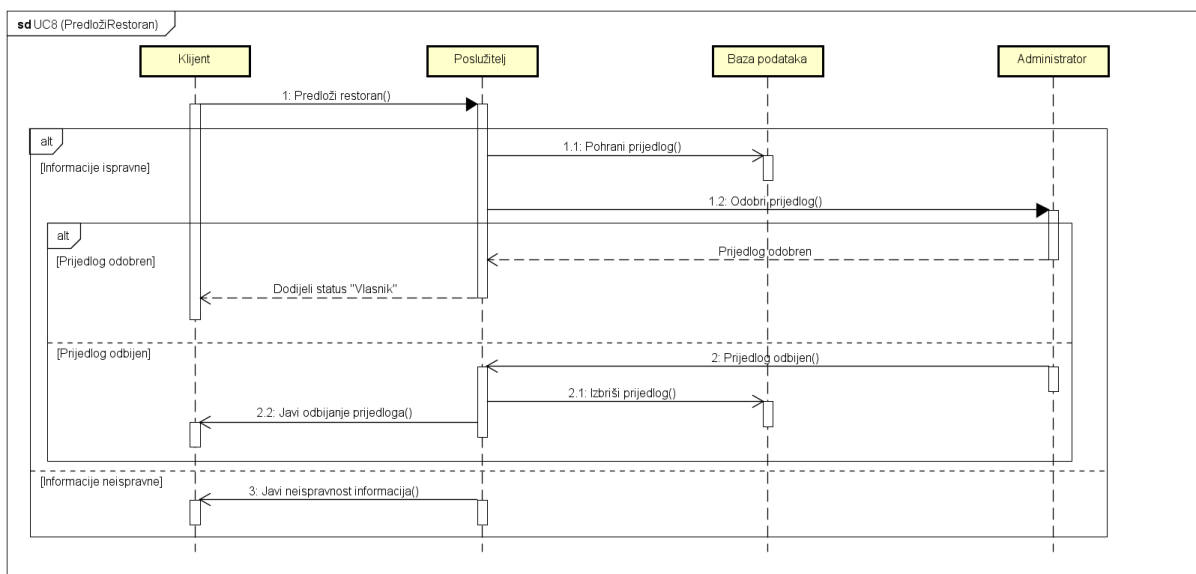 sd UC8 (PredložiRestoran)
Klijent
Poslužitelj
Baza podataka
Administrator
1: Predloži restoran()
alt
1.1: Pohrani prijedlog()
[Informacije ispravne]
1.2: Odobri prijedlog()
alt
[Prijedlog odobren]
Prijedlog odobren
Dodijeli status "Vlasnik"
[Prijedlog odbijen]
2: Prijedlog odbijen()
2.1: Izbriši prijedlog()
2.2: Javi odbijanje prijedloga()
[Informacije neispravne]
3: Javi neispravnost informacija()